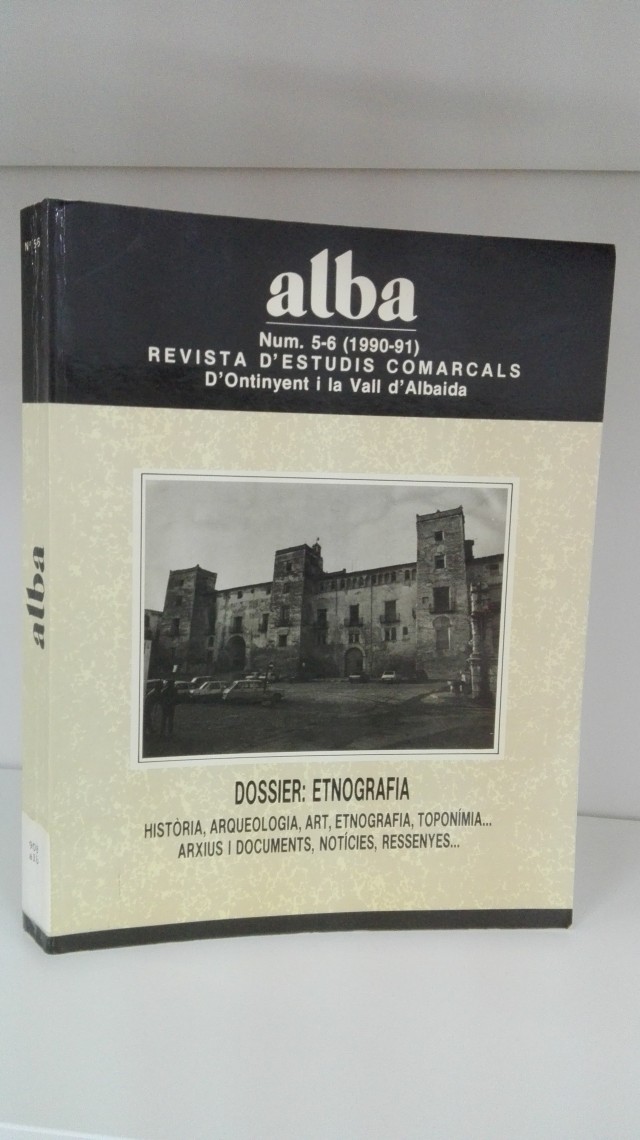 alba
Num. 5-6 (1990-91)
REVISTA D'ESTUDIS COMARCALS
D'Ontinyent i la Vall d'Albaida
DOSSIER: ETNOGRAFIA
HISTÒRIA, ARQUEOLOGIA, ART, ETNOGRAFIA, TOPONÍMIA...
ARXIUS I DOCUMENTS, NOTÍCIES, RESSENYES...
alba